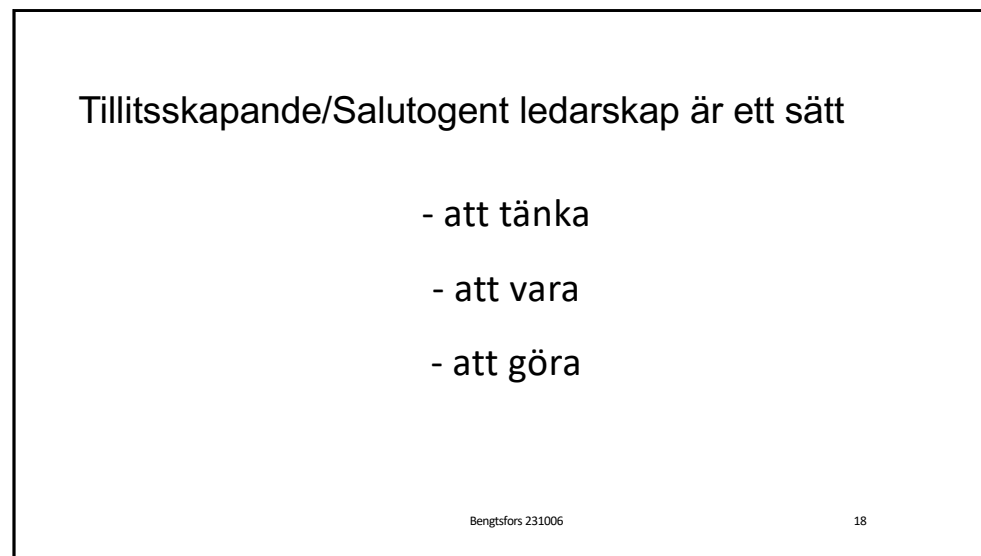 Tillitsskapande/Salutogent ledarskap är ett sätt
- att tänka
- att vara
- att göra
Bengtsfors 231006 18